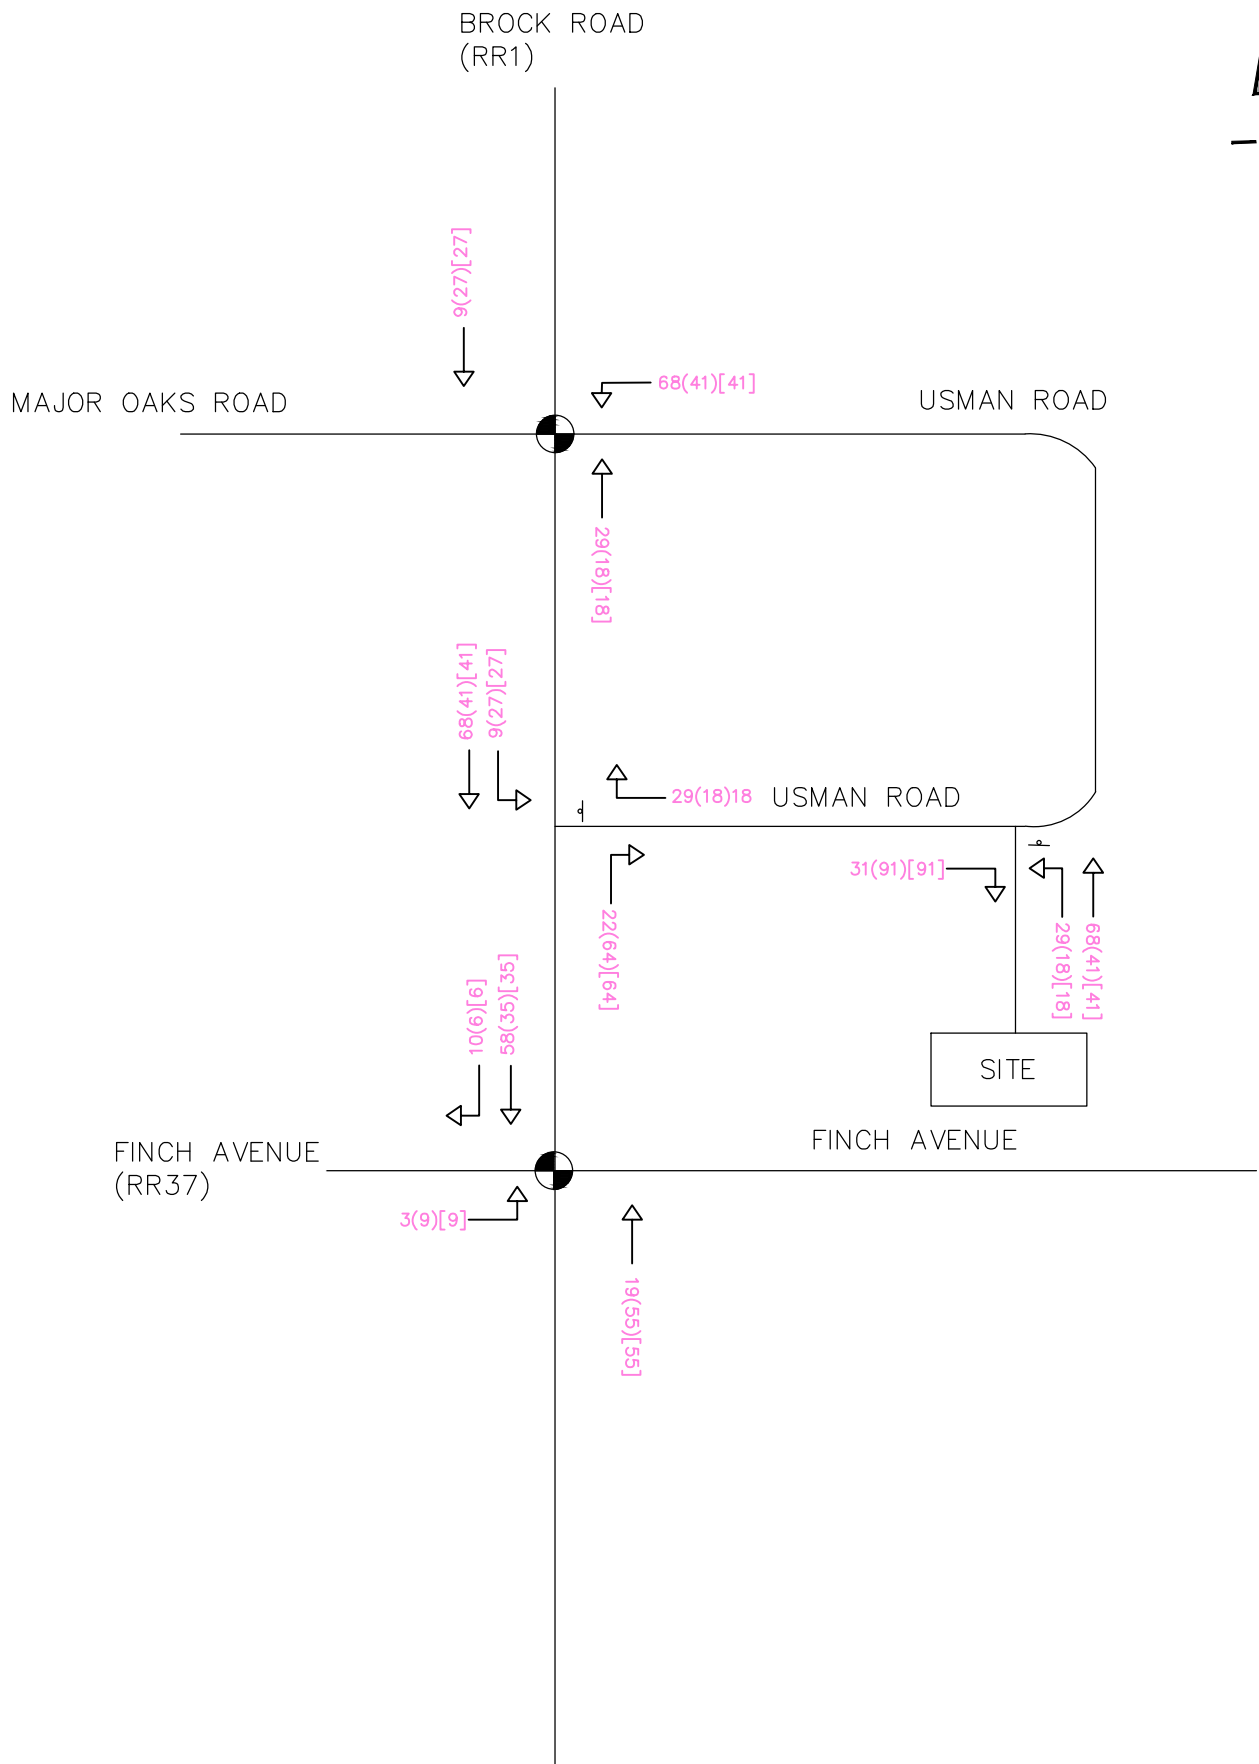 BROCK ROAD
(RR1)
9(27)[27]
68(41)[41]
MAJOR OAKS ROAD
USMAN ROAD
29(18)[18]
68(41)[41]
9(27)[27]
29(18)18
USMAN ROAD
31(91)[91]
22(64)[64]
29(18)[18]
68(41)[41]
10(6)[6]
58(35)[35]
SITE
FINCH AVENUE
(RR37)
FINCH AVENUE
3(9)[9]
19(55)[55]